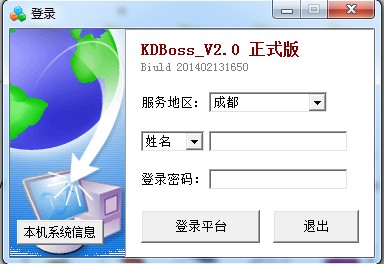 登录
KDBoss_V2.0 正式版
Biuld 201402131650
服务地区： 成都
姓名
登录密码：
本机系统信息
登录平台 退出